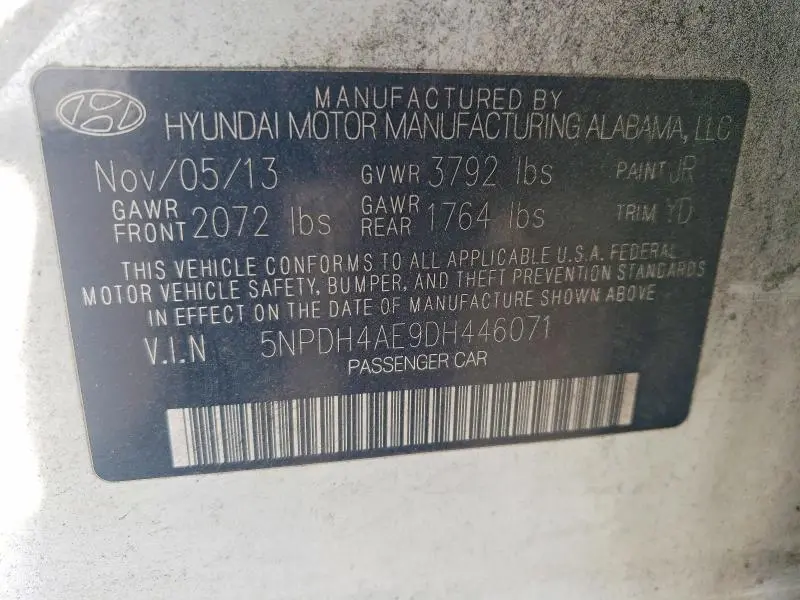 MANUFACTURED BY
HYUNDAI MOTOR MANUFACTURING ALABAMA, LLC
Nov/05/13 GVWR 3792 lbs PAINT JR
GAWR FRONT 2072 lbs GAWR REAR 1764 lbs TRIM YD
THIS VEHICLE CONFORMS TO ALL APPLICABLE U.S.A. FEDERAL
MOTOR VEHICLE SAFETY, BUMPER, AND THEFT PREVENTION STANDARDS
IN EFFECT ON THE DATE OF MANUFACTURE SHOWN ABOVE
V.I.N 5NPDH4AE9DH446071
PASSENGER CAR